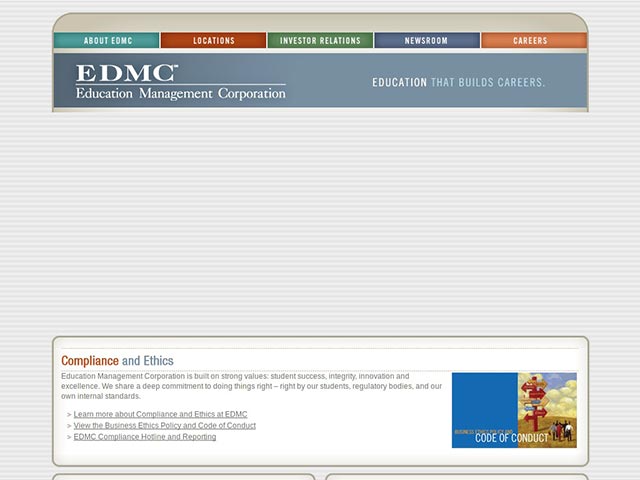 ABOUT EDMC
LOCATIONS
INVESTOR RELATIONS
NEWSROOM
CAREERS
EDMC™
Education Management Corporation
EDUCATION THAT BUILDS CAREERS.
Compliance and Ethics
Education Management Corporation is built on strong values: student success, integrity, innovation and
excellence. We share a deep commitment to doing things right – right by our students, regulatory bodies, and our
own internal standards.
> Learn more about Compliance and Ethics at EDMC
> View the Business Ethics Policy and Code of Conduct
> EDMC Compliance Hotline and Reporting
BUSINESS ETHICS POLICY AND
CODE OF CONDUCT